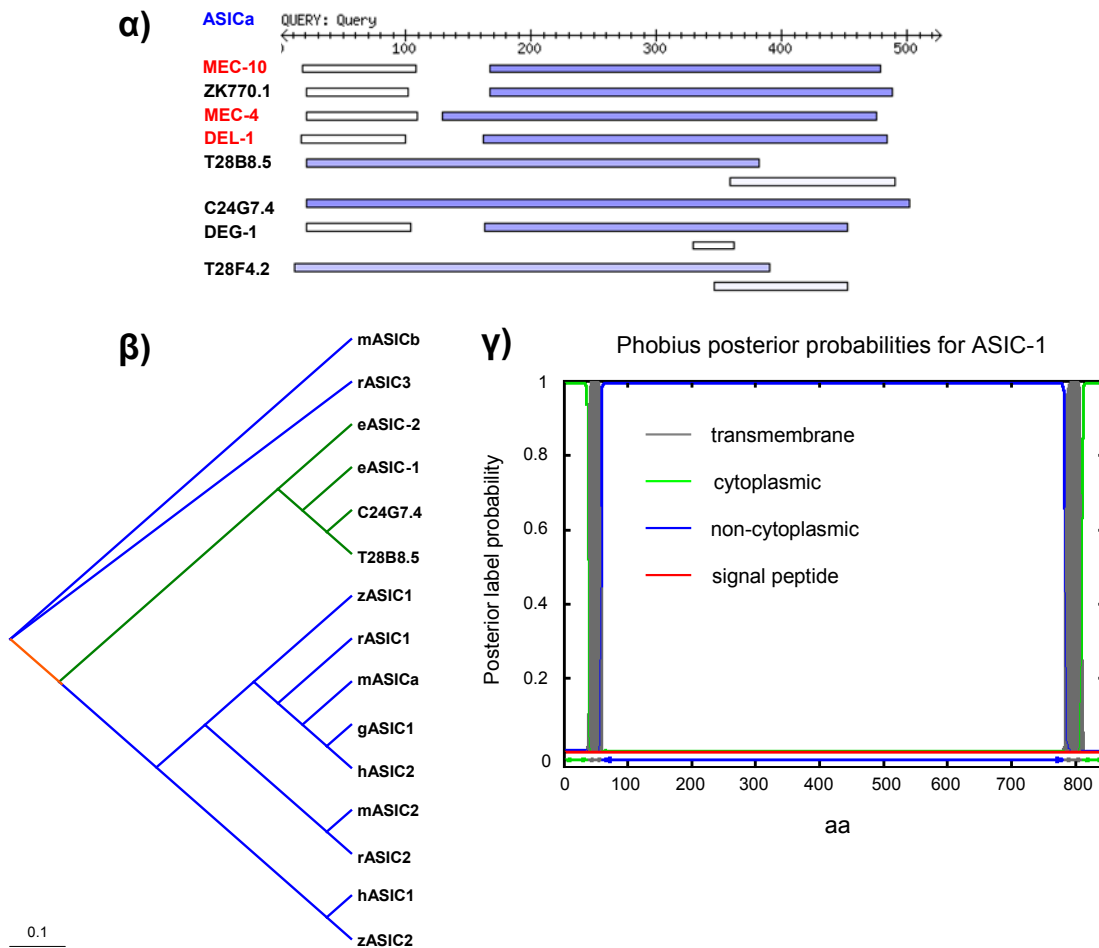 α)
ASICa
QUERY: Query
100 200 300 400 500
MEC-10
ZK770.1
MEC-4
DEL-1
T28B8.5
C24G7.4
DEG-1
T28F4.2
β)
mASICb
rASIC3
eASIC-2
eASIC-1
C24G7.4
T28B8.5
zASIC1
rASIC1
mASICa
gASIC1
hASIC2
mASIC2
rASIC2
hASIC1
zASIC2
0.1
γ)
Phobius posterior probabilities for ASIC-1
Posterior label probability
1
0.8
0.6
0.4
0.2
0
transmembrane
cytoplasmic
non-cytoplasmic
signal peptide
0 100 200 300 400 500 600 700 800
aa